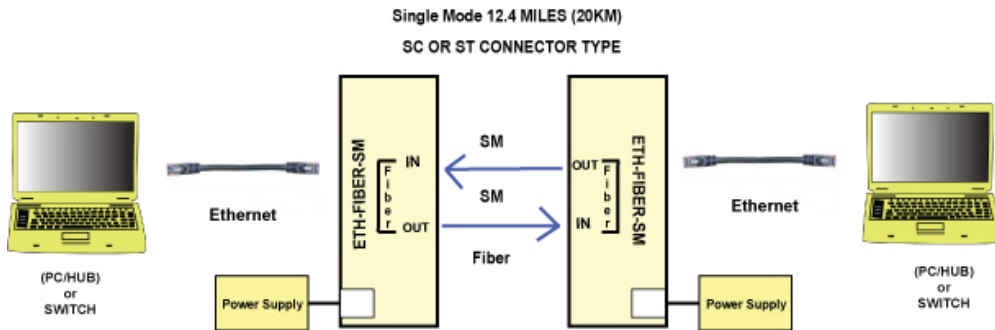 Single Mode 12.4 MILES (20KM)
SC OR ST CONNECTOR TYPE
Ethernet
(PC/HUB)
or
SWITCH
Power Supply
ETH-FIBER-SM
Fiber
IN
OUT
SM
SM
Fiber
OUT
IN
Fiber
ETH-FIBER-SM
Power Supply
Ethernet
(PC/HUB)
or
SWITCH